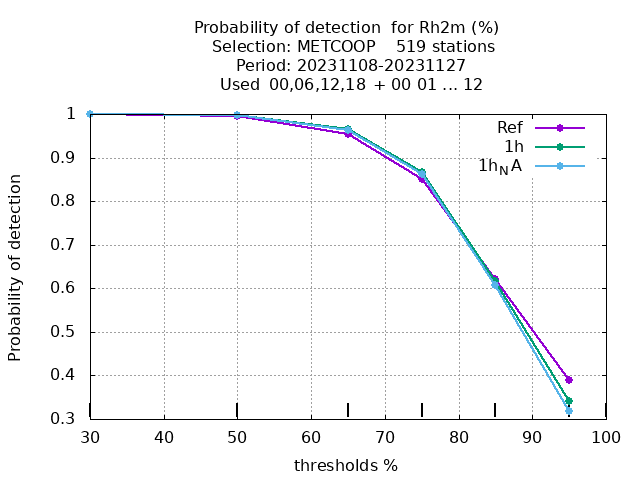 Probability of detection for Rh2m (%)
Selection: METCOOP 519 stations
Period: 20231108-20231127
Used 00,06,12,18 + 00 01 ... 12
Probability of detection
1
0.9
0.8
0.7
0.6
0.5
0.4
0.3
Ref
1h
1h_NA
30 40 50 60 70 80 90 100
thresholds %